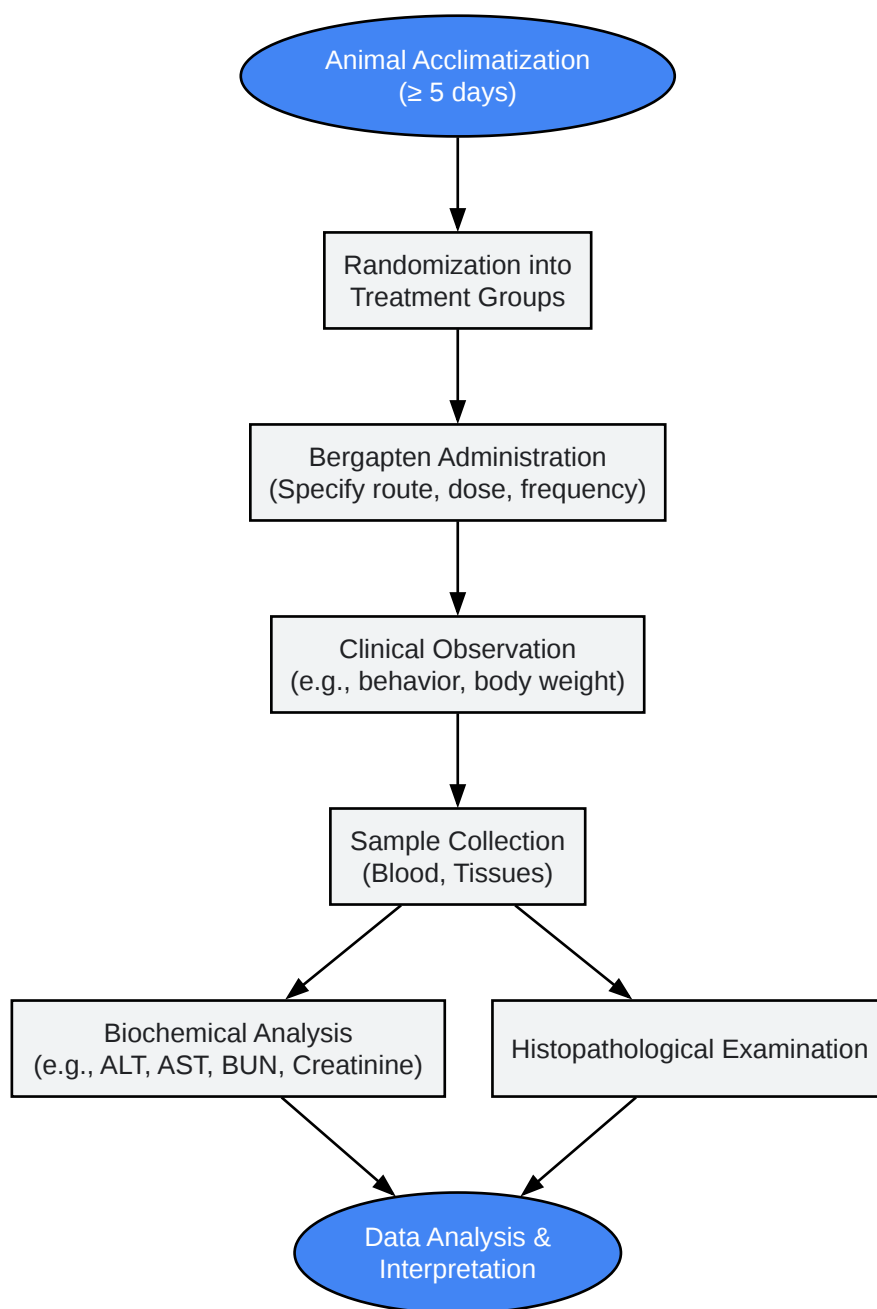 Animal Acclimatization
(≥ 5 days)
Randomization into
Treatment Groups
Bergapten Administration
(Specify route, dose, frequency)
Clinical Observation
(e.g., behavior, body weight)
Sample Collection
(Blood, Tissues)
Biochemical Analysis
(e.g., ALT, AST, BUN, Creatinine)
Histopathological Examination
Data Analysis &
Interpretation